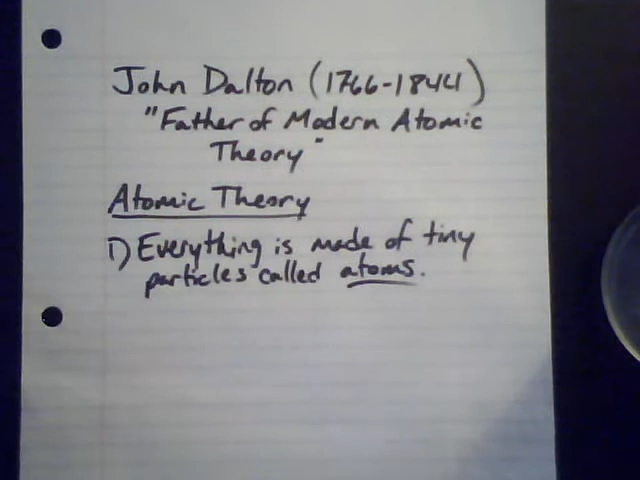 John Dalton (1766-1844)
"Father of Modern Atomic
Theory"
Atomic Theory
1) Everything is made of tiny
particles called atoms.